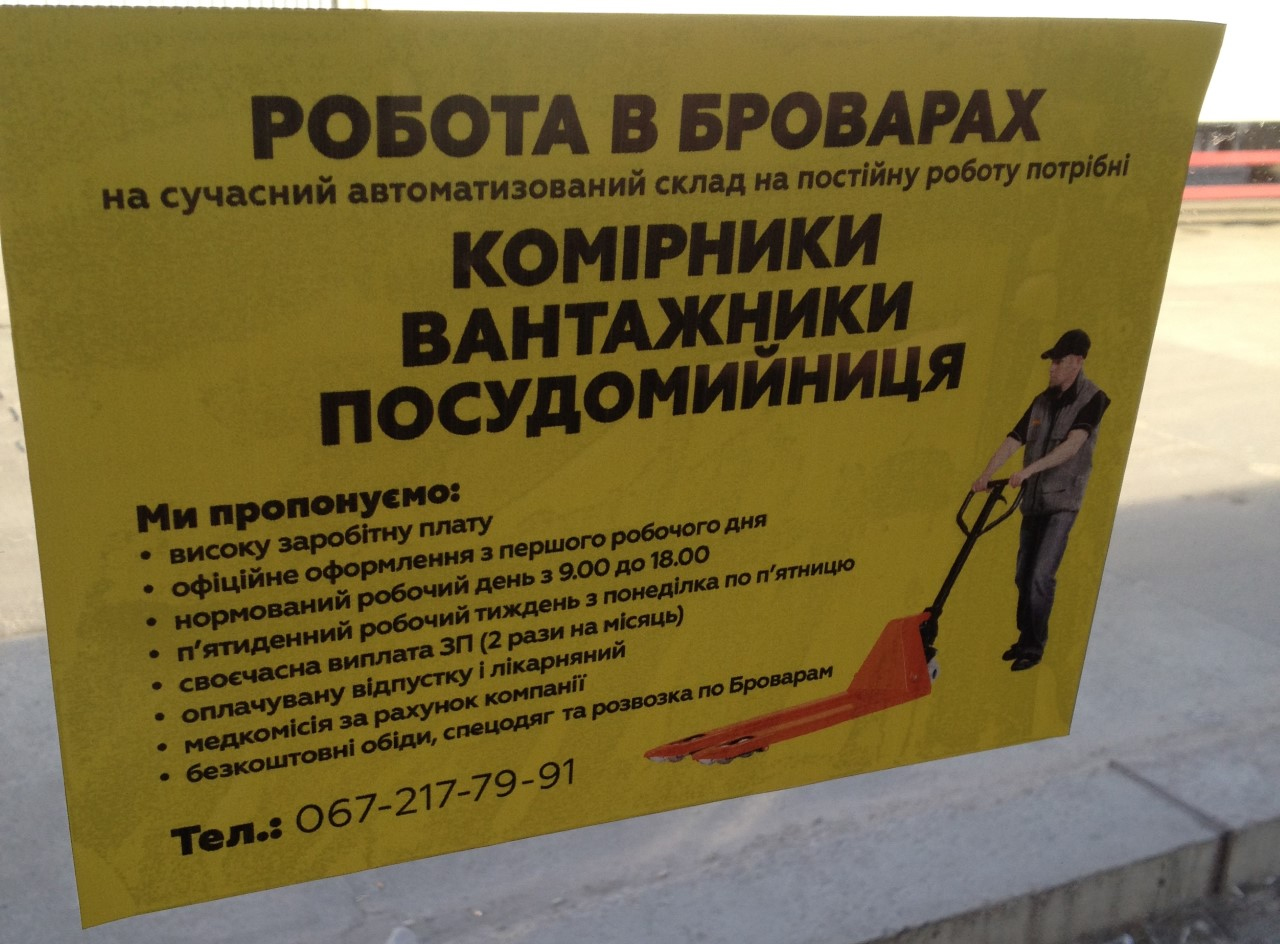 РОБОТА В БРОВАРАХ
на сучасний автоматизований склад на постійну роботу потрібні
КОМІРНИКИ
ВАНТАЖНИКИ
ПОСУДОМИЙНИЦЯ
Ми пропонуємо:
• високу заробітну плату
• офіційне оформлення з першого робочого дня
• нормований робочий день з 9.00 до 18.00
• п'ятиденний робочий тиждень з понеділка по п'ятницю
• своєчасна виплата ЗП (2 рази на місяць)
• оплачувану відпустку і лікарняний
• медкомісія за рахунок компанії
• безкоштовні обіди, спецодяг та розвозка по Броварам
Тел.: 067-217-79-91